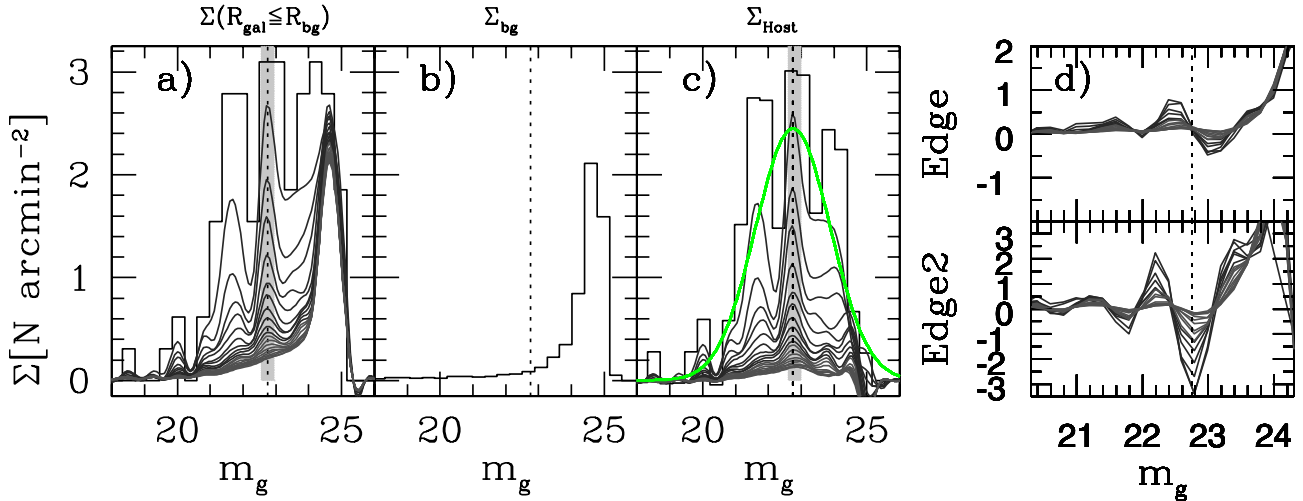 Σ(R_gal≦R_bg)
Σ_bg
Σ_Host
a)
b)
c)
d)
Σ[N arcmin⁻²]
3
2
1
0
20 25
20 25
20 25
m_g
m_g
m_g
Edge
2
1
0
-1
Edge2
3
2
1
0
-1
-2
-3
21 22 23 24
m_g